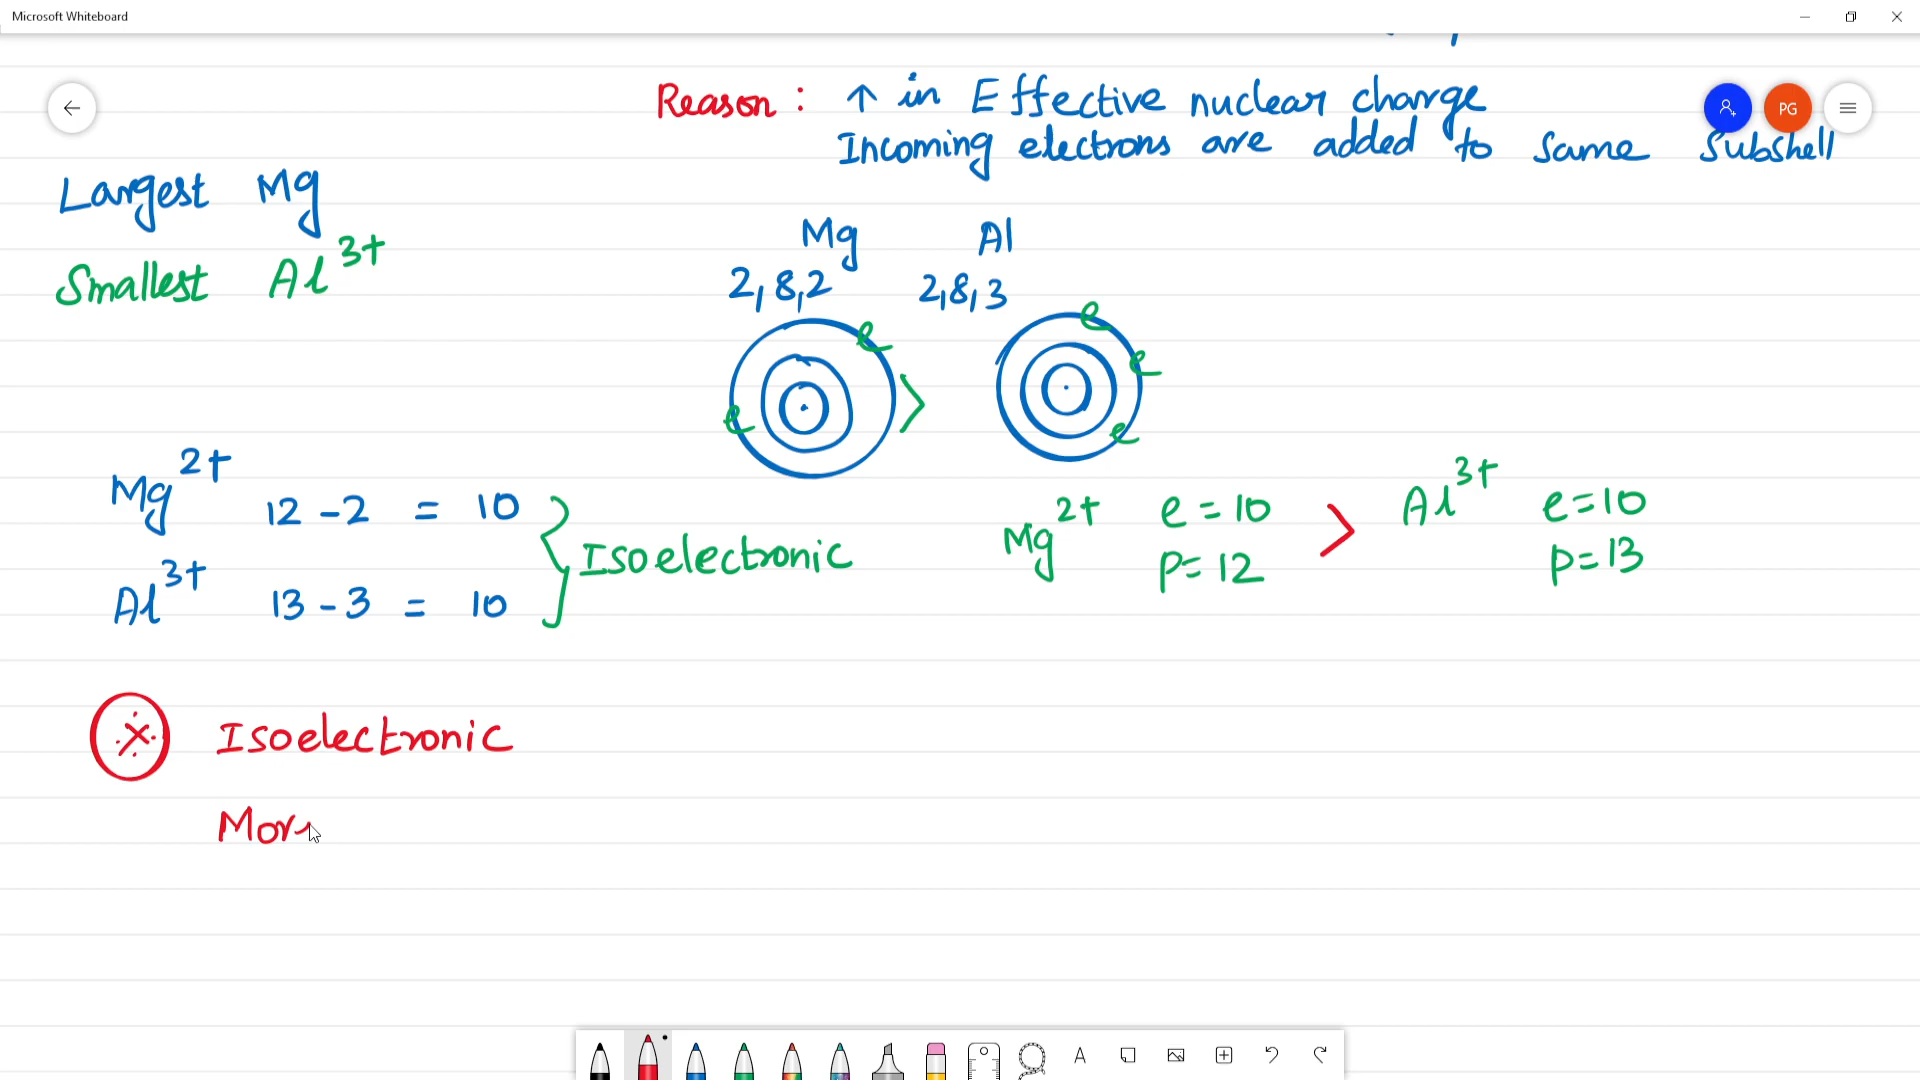 Microsoft Whiteboard
Reason : ↑ in Effective nuclear charge
PG
Incoming electrons are added to same subshell
Largest Mg
Smallest Al³⁺
Mg Al
2,8,2 2,8,3
e e
e > e
e e
Mg²⁺ 12 - 2 = 10
Al³⁺ 13 - 3 = 10
Isoelectronic
Mg²⁺ e = 10 > Al³⁺ e = 10
P = 12 P = 13
Isoelectronic
Mor
A